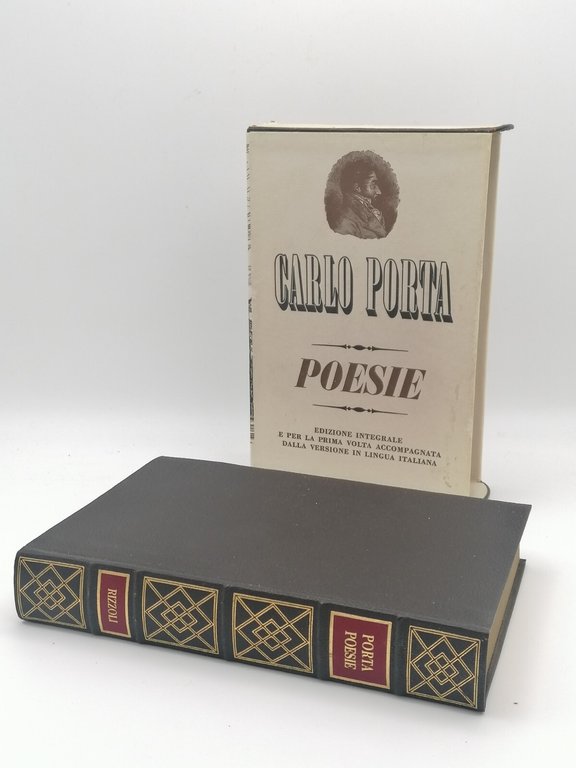 CARLO PORTA
POESIE
EDIZIONE INTEGRALE
E PER LA PRIMA VOLTA ACCOMPAGNATA
DALLA VERSIONE IN LINGUA ITALIANA
RIZZOLI
PORTA
POESIE